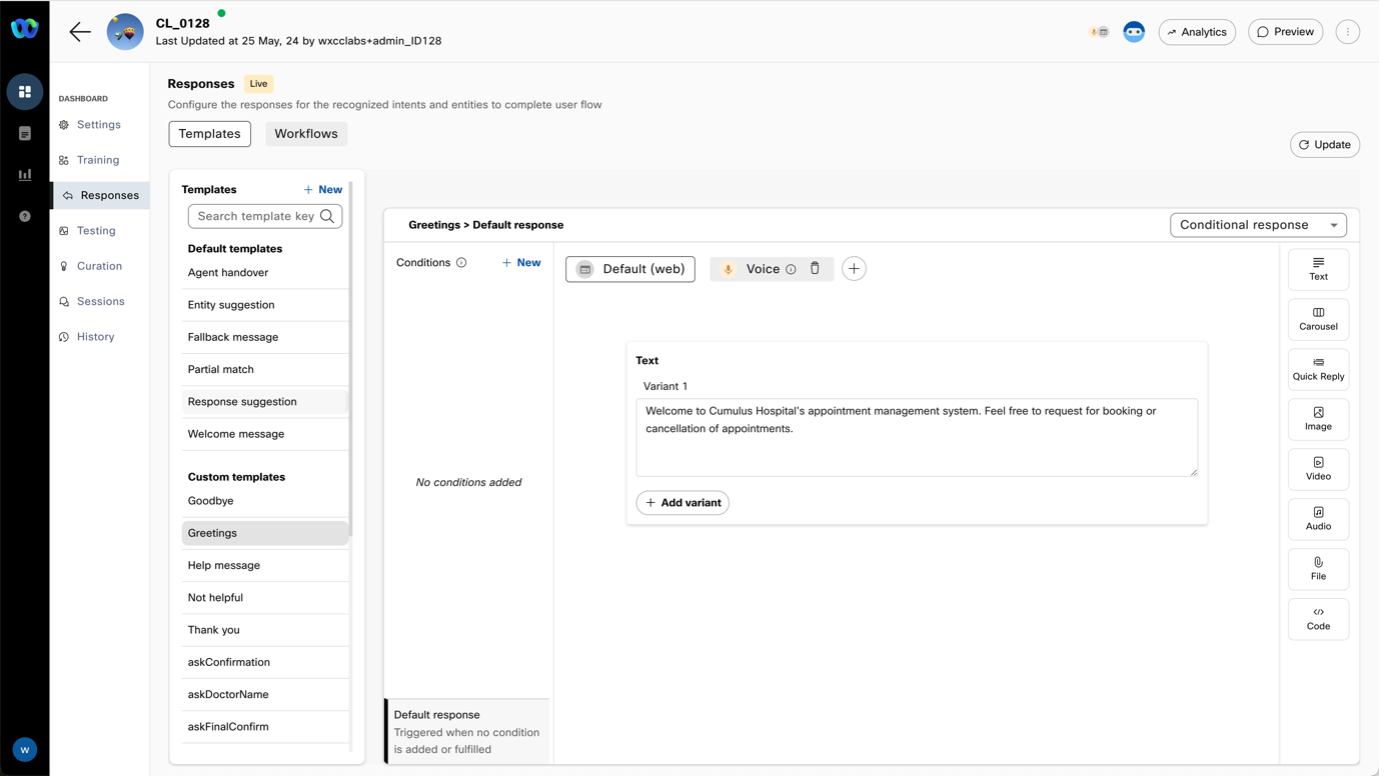 CL_0128
Last Updated at 25 May, 24 by wxcclabs+admin_ID128
Analytics
Preview
DASHBOARD
Settings
Training
Responses
Testing
Curation
Sessions
History
W
Responses
Live
Configure the responses for the recognized intents and entities to complete user flow
Templates
Workflows
Update
Templates
+ New
Search template key
Default templates
Agent handover
Entity suggestion
Fallback message
Partial match
Response suggestion
Welcome message
Custom templates
Goodbye
Greetings
Help message
Not helpful
Thank you
askConfirmation
askDoctorName
askFinalConfirm
Greetings > Default response
Conditional response
Conditions
+ New
No conditions added
Default response
Triggered when no condition
is added or fulfilled
Default (web)
Voice
Text
Variant 1
Welcome to Cumulus Hospital's appointment management system. Feel free to request for booking or
cancellation of appointments.
+ Add variant
Text
Carousel
Quick Reply
Image
Video
Audio
File
Code